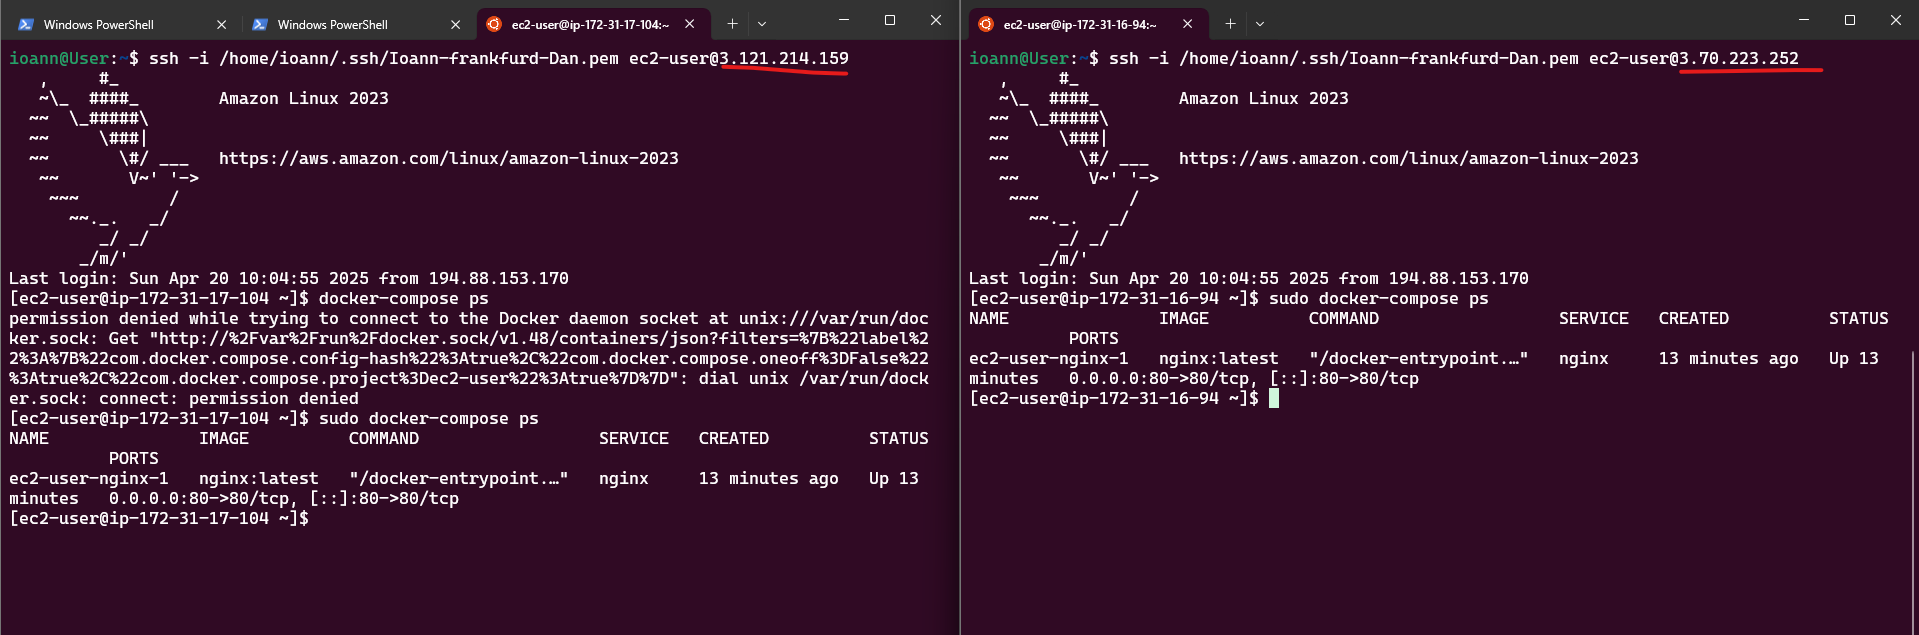 Windows PowerShell
Windows PowerShell
ec2-user@ip-172-31-17-104:~
ioann@User:~$ ssh -i /home/ioann/.ssh/Ioann-frankfurd-Dan.pem ec2-user@3.121.214.159
   ,     #_
   ~\_  ####_        Amazon Linux 2023
  ~~  \_#####\
  ~~     \###|
  ~~       \#/ ___   https://aws.amazon.com/linux/amazon-linux-2023
   ~~       V~' '->
    ~~~         /
      ~~._.   _/
         _/ _/
       _/m/'
Last login: Sun Apr 20 10:04:55 2025 from 194.88.153.170
[ec2-user@ip-172-31-17-104 ~]$ docker-compose ps
permission denied while trying to connect to the Docker daemon socket at unix:///var/run/doc
ker.sock: Get "http://%2Fvar%2Frun%2Fdocker.sock/v1.48/containers/json?filters=%7B%22label%2
2%3A%7B%22com.docker.compose.config-hash%22%3Atrue%2C%22com.docker.compose.oneoff%3DFalse%22
%3Atrue%2C%22com.docker.compose.project%3Dec2-user%22%3Atrue%7D%7D": dial unix /var/run/dock
er.sock: connect: permission denied
[ec2-user@ip-172-31-17-104 ~]$ sudo docker-compose ps
NAME               IMAGE          COMMAND                  SERVICE   CREATED          STATUS
          PORTS
ec2-user-nginx-1   nginx:latest   "/docker-entrypoint.…"   nginx     13 minutes ago   Up 13
minutes   0.0.0.0:80->80/tcp, [::]:80->80/tcp
[ec2-user@ip-172-31-17-104 ~]$
ec2-user@ip-172-31-16-94:~
ioann@User:~$ ssh -i /home/ioann/.ssh/Ioann-frankfurd-Dan.pem ec2-user@3.70.223.252
   ,     #_
   ~\_  ####_        Amazon Linux 2023
  ~~  \_#####\
  ~~     \###|
  ~~       \#/ ___   https://aws.amazon.com/linux/amazon-linux-2023
   ~~       V~' '->
    ~~~         /
      ~~._.   _/
         _/ _/
       _/m/'
Last login: Sun Apr 20 10:04:55 2025 from 194.88.153.170
[ec2-user@ip-172-31-16-94 ~]$ sudo docker-compose ps
NAME               IMAGE          COMMAND                  SERVICE   CREATED          STATUS
          PORTS
ec2-user-nginx-1   nginx:latest   "/docker-entrypoint.…"   nginx     13 minutes ago   Up 13
minutes   0.0.0.0:80->80/tcp, [::]:80->80/tcp
[ec2-user@ip-172-31-16-94 ~]$